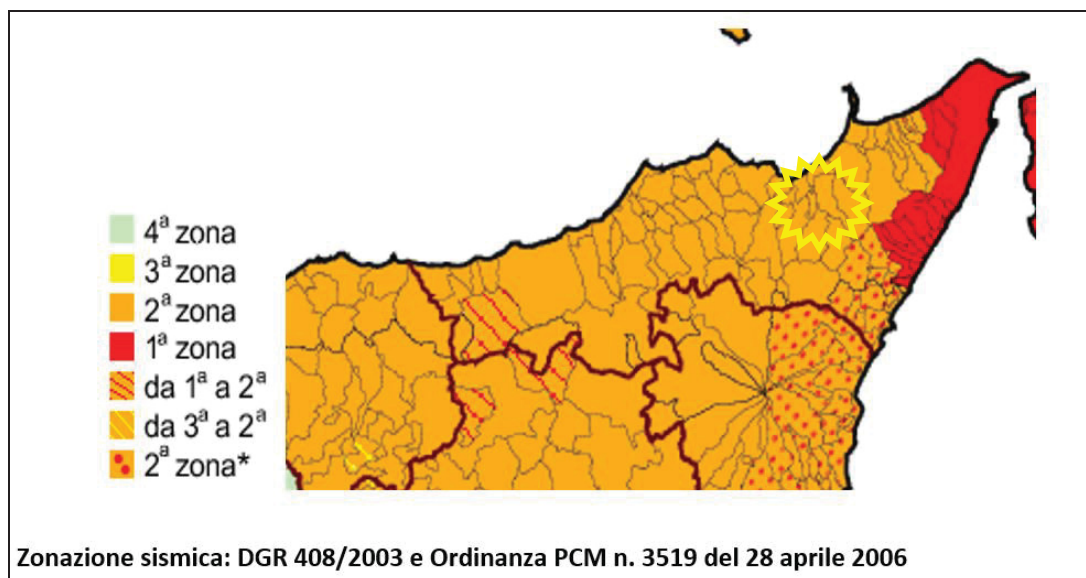 4ª zona
3ª zona
2ª zona
1ª zona
da 1ª a 2ª
da 3ª a 2ª
2ª zona*
Zonazione sismica: DGR 408/2003 e Ordinanza PCM n. 3519 del 28 aprile 2006